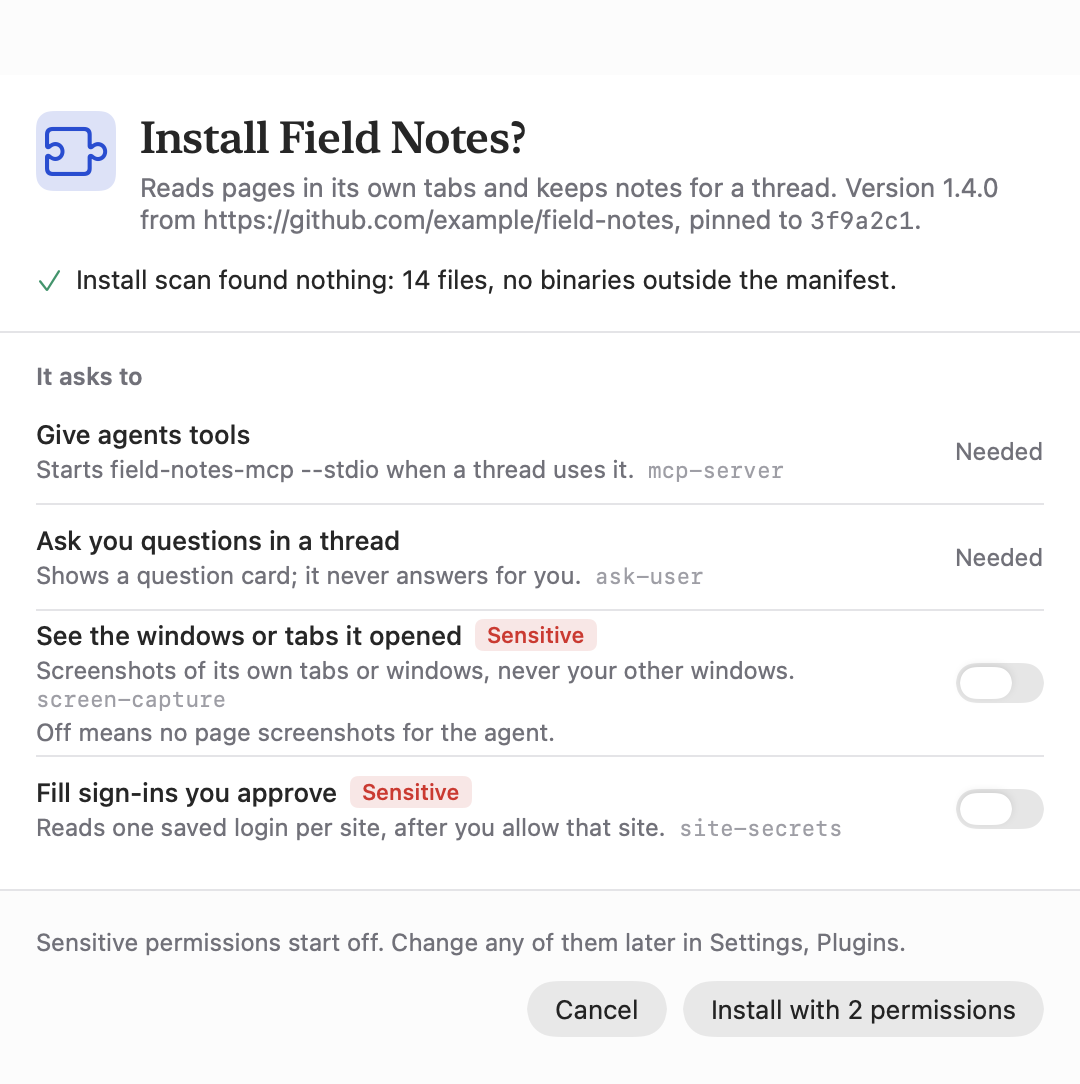 Install Field Notes?
Reads pages in its own tabs and keeps notes for a thread. Version 1.4.0
from https://github.com/example/field-notes, pinned to 3f9a2c1.
Install scan found nothing: 14 files, no binaries outside the manifest.
It asks to
Give agents tools
Starts field-notes-mcp --stdio when a thread uses it. mcp-server
Needed
Ask you questions in a thread
Shows a question card; it never answers for you. ask-user
Needed
See the windows or tabs it opened Sensitive
Screenshots of its own tabs or windows, never your other windows.
screen-capture
Off means no page screenshots for the agent.
Fill sign-ins you approve Sensitive
Reads one saved login per site, after you allow that site. site-secrets
Sensitive permissions start off. Change any of them later in Settings, Plugins.
Cancel
Install with 2 permissions